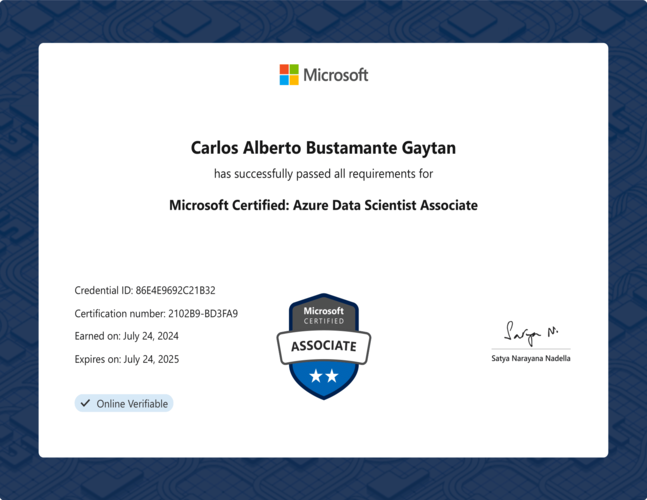 Microsoft
Carlos Alberto Bustamante Gaytan
has successfully passed all requirements for
Microsoft Certified: Azure Data Scientist Associate
Credential ID: 86E4E9692C21B32
Certification number: 2102B9-BD3FA9
Earned on: July 24, 2024
Expires on: July 24, 2025
Online Verifiable
Microsoft
CERTIFIED
ASSOCIATE
Satya N.
Satya Narayana Nadella